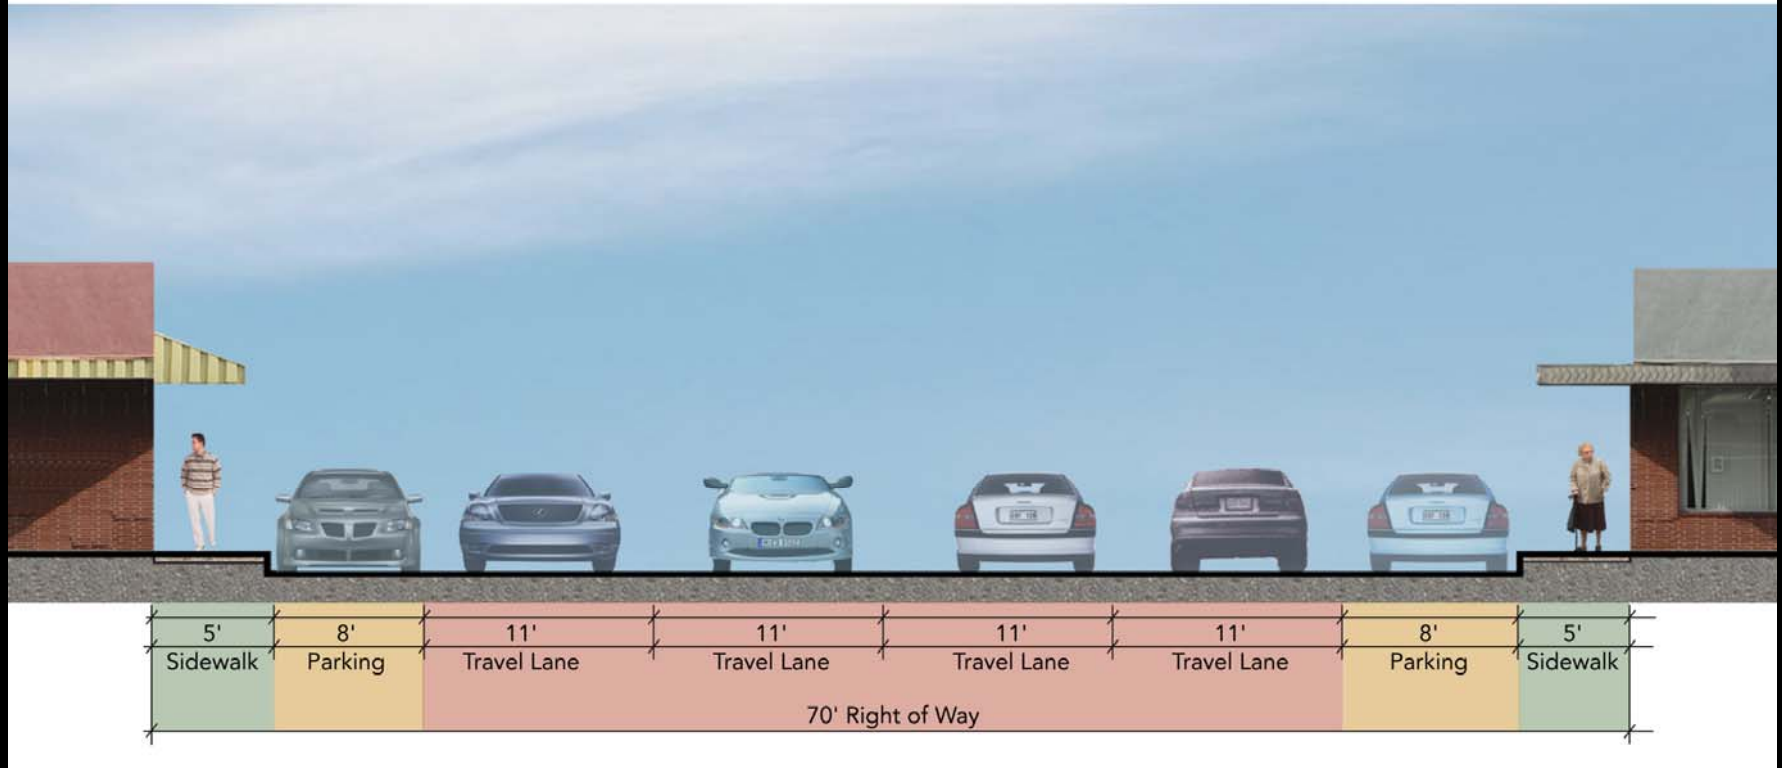 5' 8' 11' 11' 11' 11' 8' 5'
Sidewalk Parking Travel Lane Travel Lane Travel Lane Travel Lane Parking Sidewalk
70' Right of Way